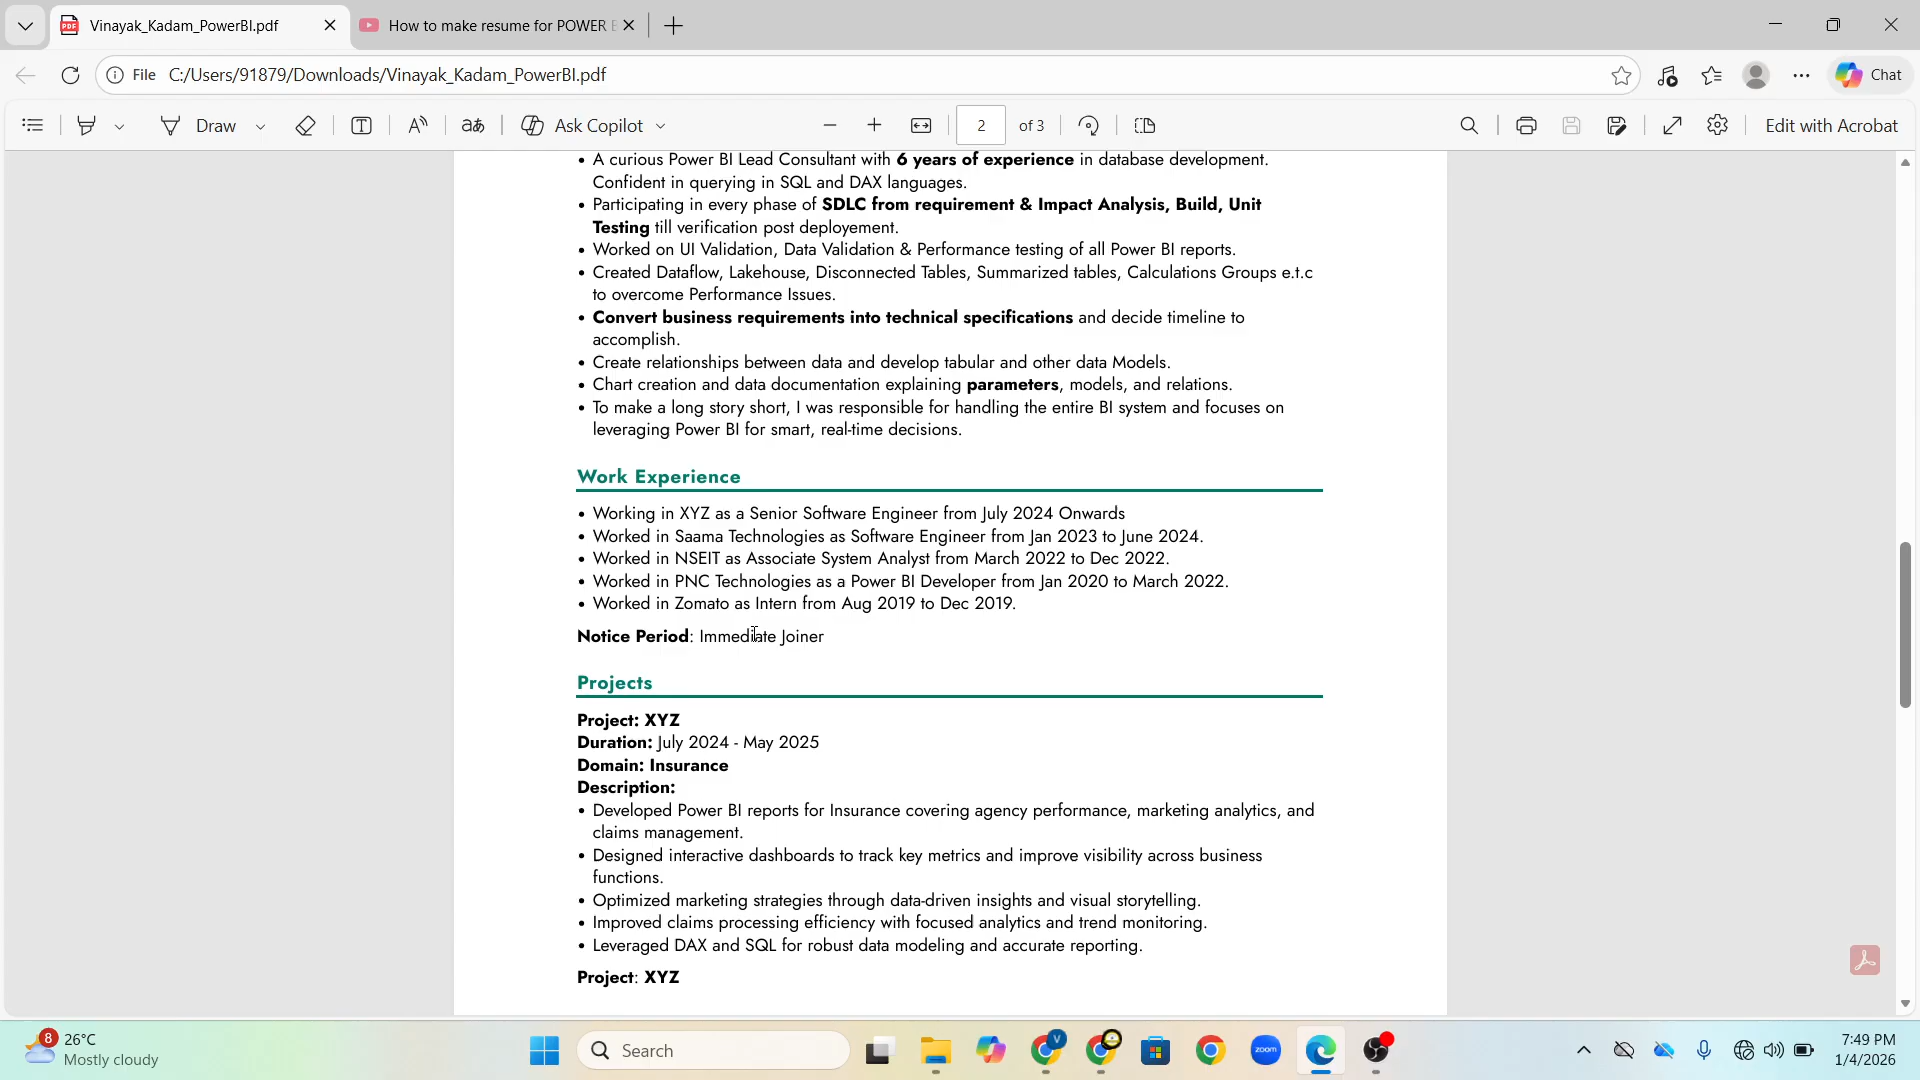 Vinayak_Kadam_PowerBI.pdf
How to make resume for POWER B
File C:/Users/91879/Downloads/Vinayak_Kadam_PowerBI.pdf
Chat
Draw
aあ
Ask Copilot
2 of 3
Edit with Acrobat
• A curious Power BI Lead Consultant with 6 years of experience in database development.
Confident in querying in SQL and DAX languages.
• Participating in every phase of SDLC from requirement & Impact Analysis, Build, Unit
Testing till verification post deployement.
• Worked on UI Validation, Data Validation & Performance testing of all Power BI reports.
• Created Dataflow, Lakehouse, Disconnected Tables, Summarized tables, Calculations Groups e.t.c
to overcome Performance Issues.
• Convert business requirements into technical specifications and decide timeline to
accomplish.
• Create relationships between data and develop tabular and other data Models.
• Chart creation and data documentation explaining parameters, models, and relations.
• To make a long story short, I was responsible for handling the entire BI system and focuses on
leveraging Power BI for smart, real-time decisions.
Work Experience
• Working in XYZ as a Senior Software Engineer from July 2024 Onwards
• Worked in Saama Technologies as Software Engineer from Jan 2023 to June 2024.
• Worked in NSEIT as Associate System Analyst from March 2022 to Dec 2022.
• Worked in PNC Technologies as a Power BI Developer from Jan 2020 to March 2022.
• Worked in Zomato as Intern from Aug 2019 to Dec 2019.
Notice Period: Immediate Joiner
Projects
Project: XYZ
Duration: July 2024 - May 2025
Domain: Insurance
Description:
• Developed Power BI reports for Insurance covering agency performance, marketing analytics, and
claims management.
• Designed interactive dashboards to track key metrics and improve visibility across business
functions.
• Optimized marketing strategies through data-driven insights and visual storytelling.
• Improved claims processing efficiency with focused analytics and trend monitoring.
• Leveraged DAX and SQL for robust data modeling and accurate reporting.
Project: XYZ
8
26°C
Mostly cloudy
Search
V
zoom
7:49 PM
1/4/2026